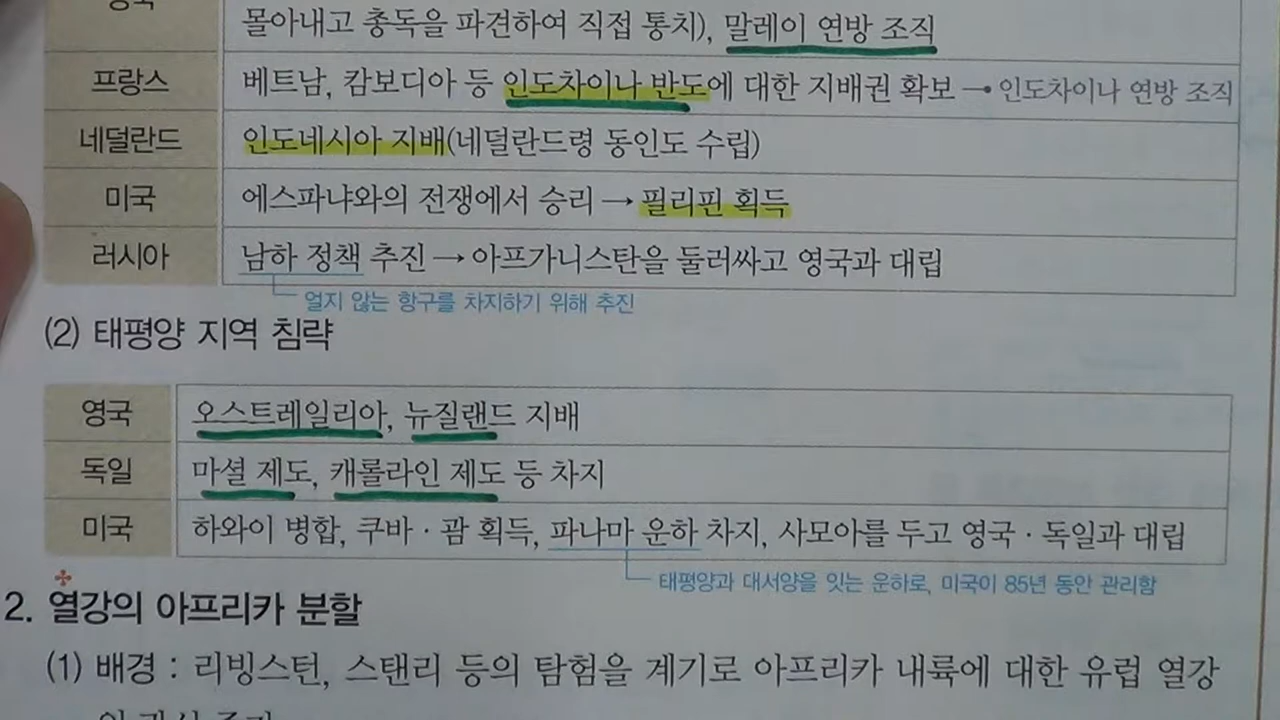 몰아내고 총독을 파견하여 직접 통치), 말레이 연방 조직
프랑스 베트남, 캄보디아 등 인도차이나 반도에 대한 지배권 확보 → 인도차이나 연방 조직
네덜란드 인도네시아 지배(네덜란드령 동인도 수립)
미국 에스파냐와의 전쟁에서 승리 → 필리핀 획득
러시아 남하 정책 추진 → 아프가니스탄을 둘러싸고 영국과 대립
얼지 않는 항구를 차지하기 위해 추진
(2) 태평양 지역 침략
영국 오스트레일리아, 뉴질랜드 지배
독일 마셜 제도, 캐롤라인 제도 등 차지
미국 하와이 병합, 쿠바 · 괌 획득, 파나마 운하 차지, 사모아를 두고 영국 · 독일과 대립
태평양과 대서양을 잇는 운하로, 미국이 85년 동안 관리함
2. 열강의 아프리카 분할
(1) 배경 : 리빙스턴, 스탠리 등의 탐험을 계기로 아프리카 내륙에 대한 유럽 열강